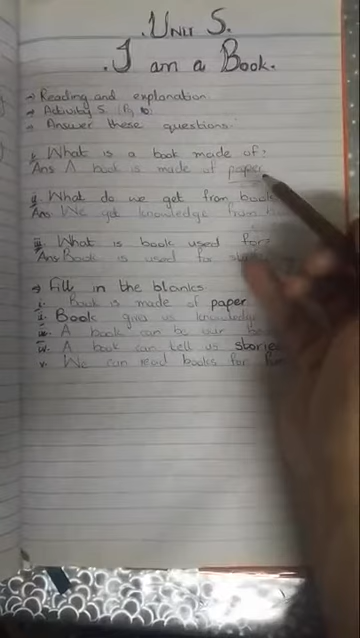 Unit 5.
I am a Book.
→ Reading and explanation
→ Activity 5 (A, b)
→ Answer these questions.
i, What is a book made of?
Ans A book is made of paper
ii, What do we get from book
Ans We get knowledge from
iii, What is book used for?
Ans Book is used for
→ Fill in the blanks
i. Book is made of paper
ii. Book give us knowledge
iii. A book can be our
iv. A book can tell us stories
v. We can read books for fun